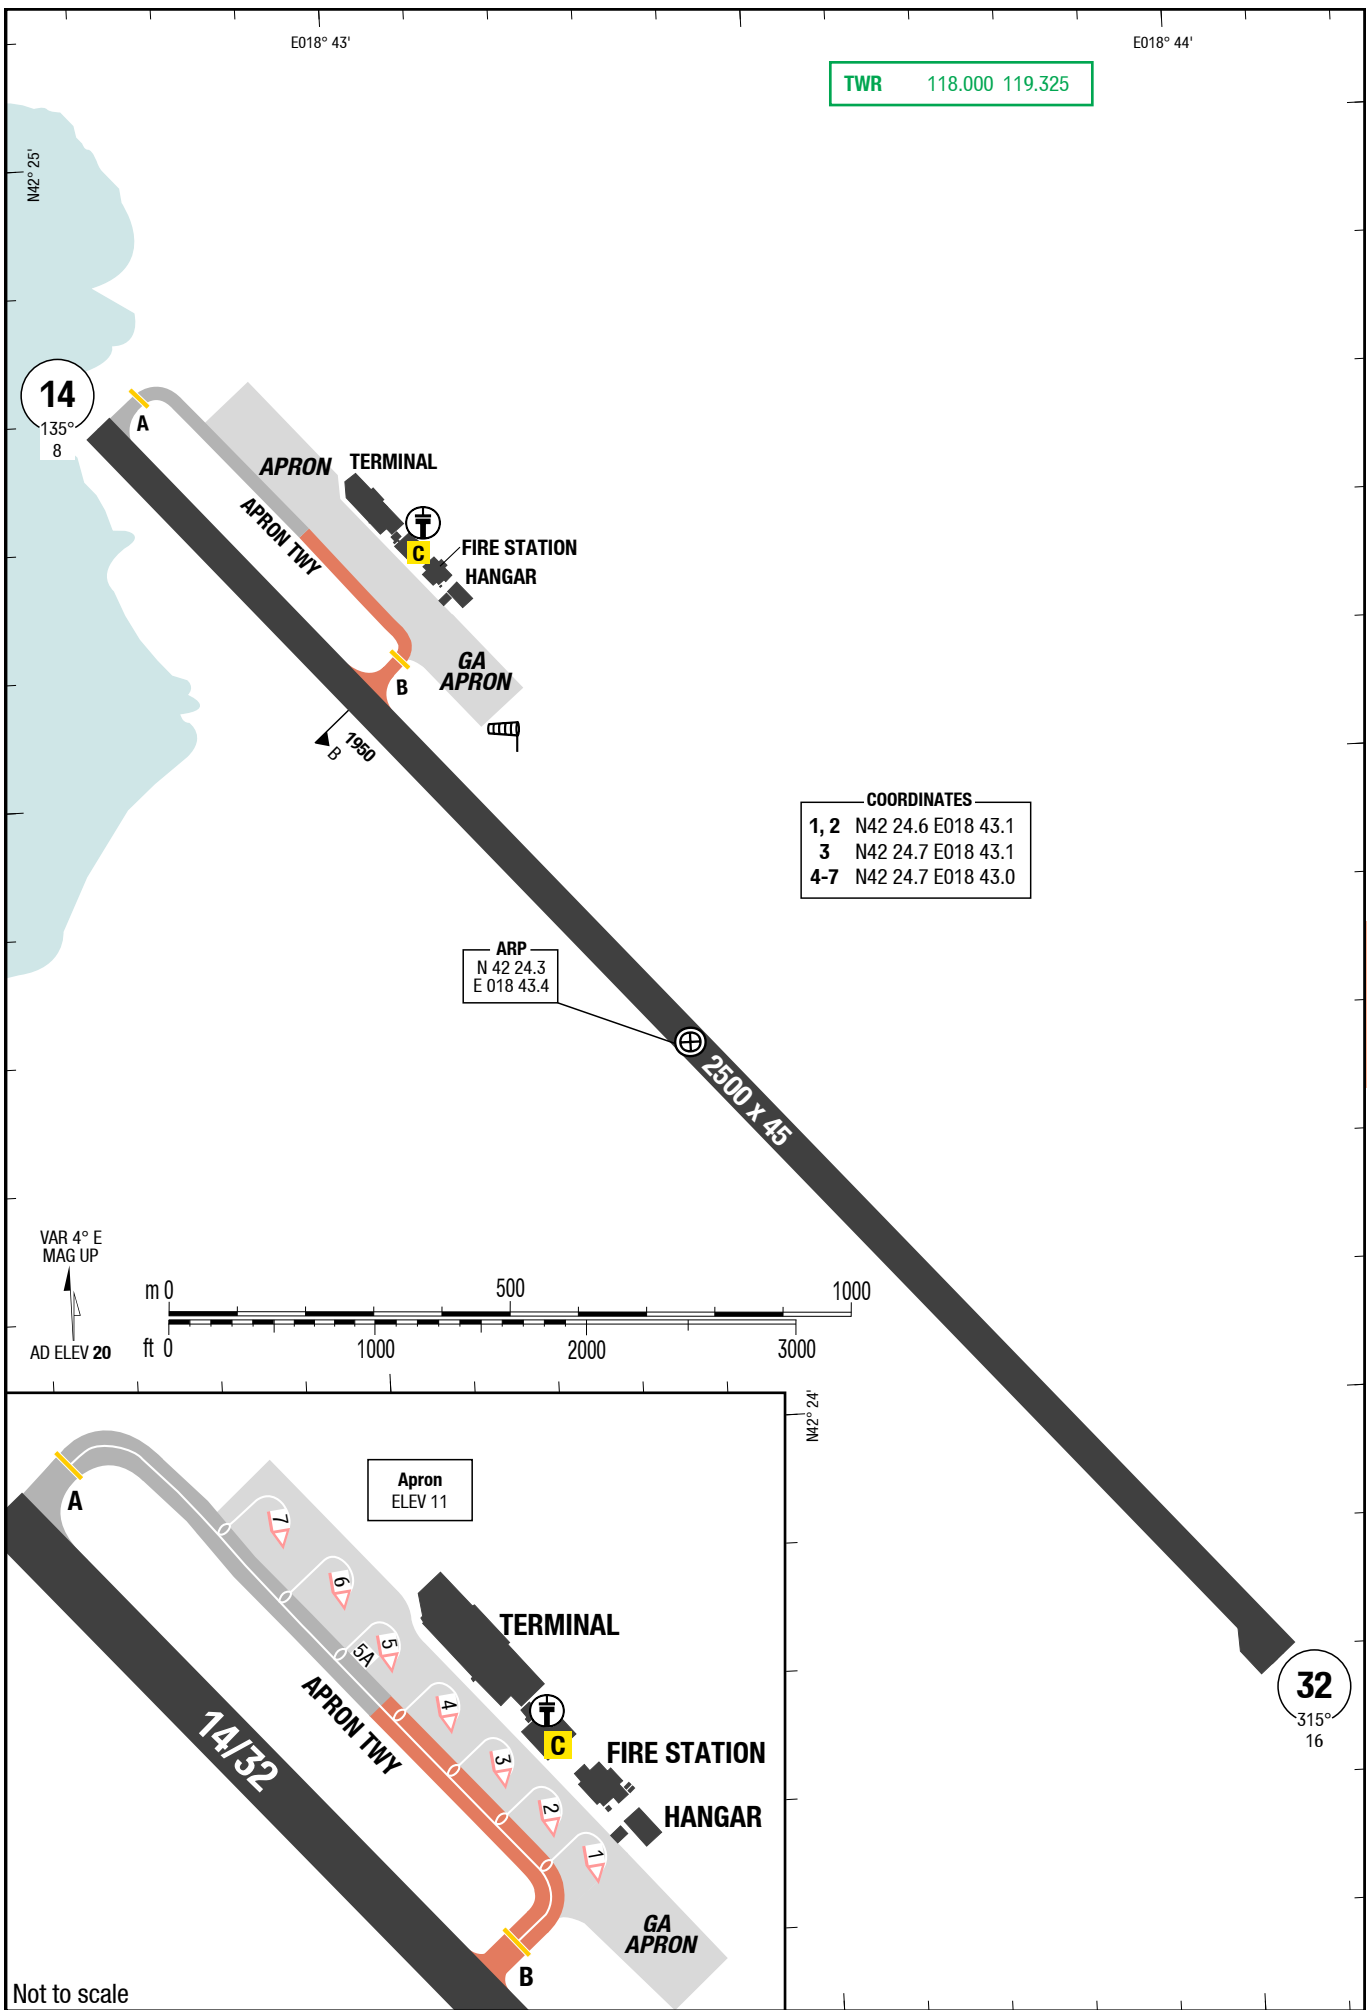 E018° 43'
E018° 44'
TWR 118.000 119.325
N42° 25'
14
135°
8
A
APRON
TERMINAL
APRON TWY
C
FIRE STATION
HANGAR
GA
APRON
B
B
1950
COORDINATES
1, 2 N42 24.6 E018 43.1
3 N42 24.7 E018 43.1
4-7 N42 24.7 E018 43.0
ARP
N 42 24.3
E 018 43.4
2500 x 45
VAR 4° E
MAG UP
AD ELEV 20
m 0 500 1000
ft 0 1000 2000 3000
N42° 24'
32
315°
16
Apron
ELEV 11
A
7
6
5
5A
4
3
2
1
TERMINAL
APRON TWY
C
FIRE STATION
HANGAR
14/32
GA
APRON
B
Not to scale